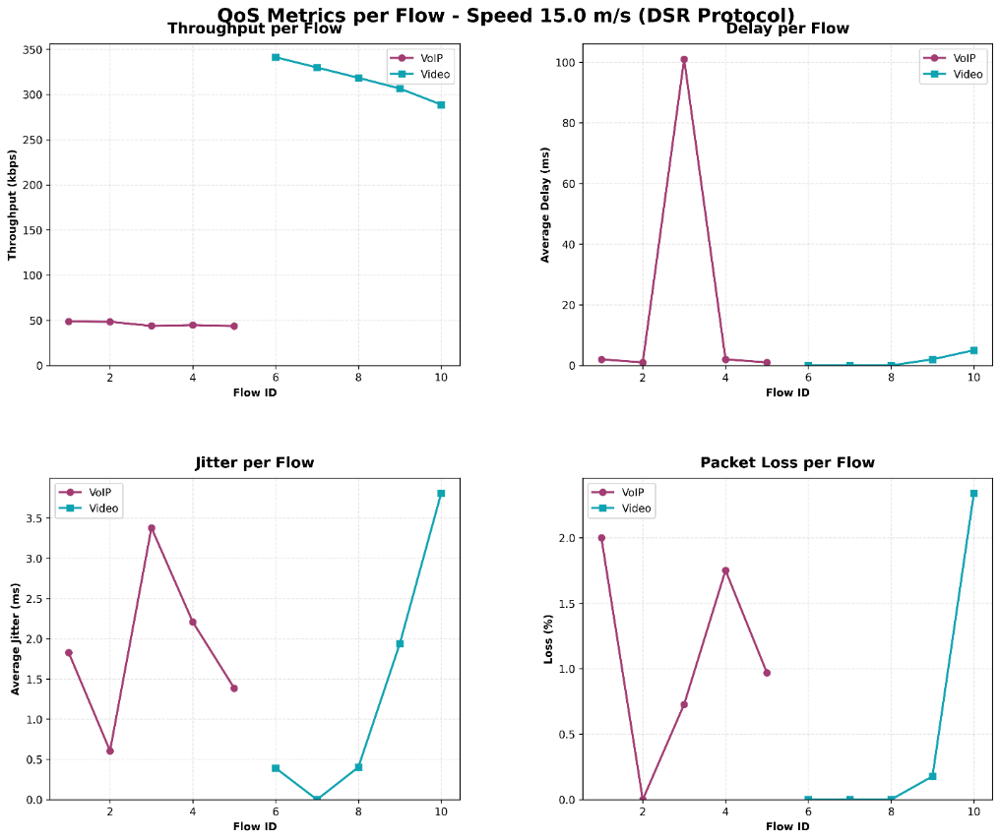 QoS Metrics per Flow - Speed 15.0 m/s (DSR Protocol)
Throughput per Flow
350
300
250
200
150
100
50
0
Throughput (kbps)
VoIP
Video
2 4 6 8 10
Flow ID
Delay per Flow
100
80
60
40
20
0
Average Delay (ms)
VoIP
Video
2 4 6 8 10
Flow ID
Jitter per Flow
3.5
3.0
2.5
2.0
1.5
1.0
0.5
0.0
Average Jitter (ms)
VoIP
Video
2 4 6 8 10
Flow ID
Packet Loss per Flow
2.0
1.5
1.0
0.5
0.0
Loss (%)
VoIP
Video
2 4 6 8 10
Flow ID